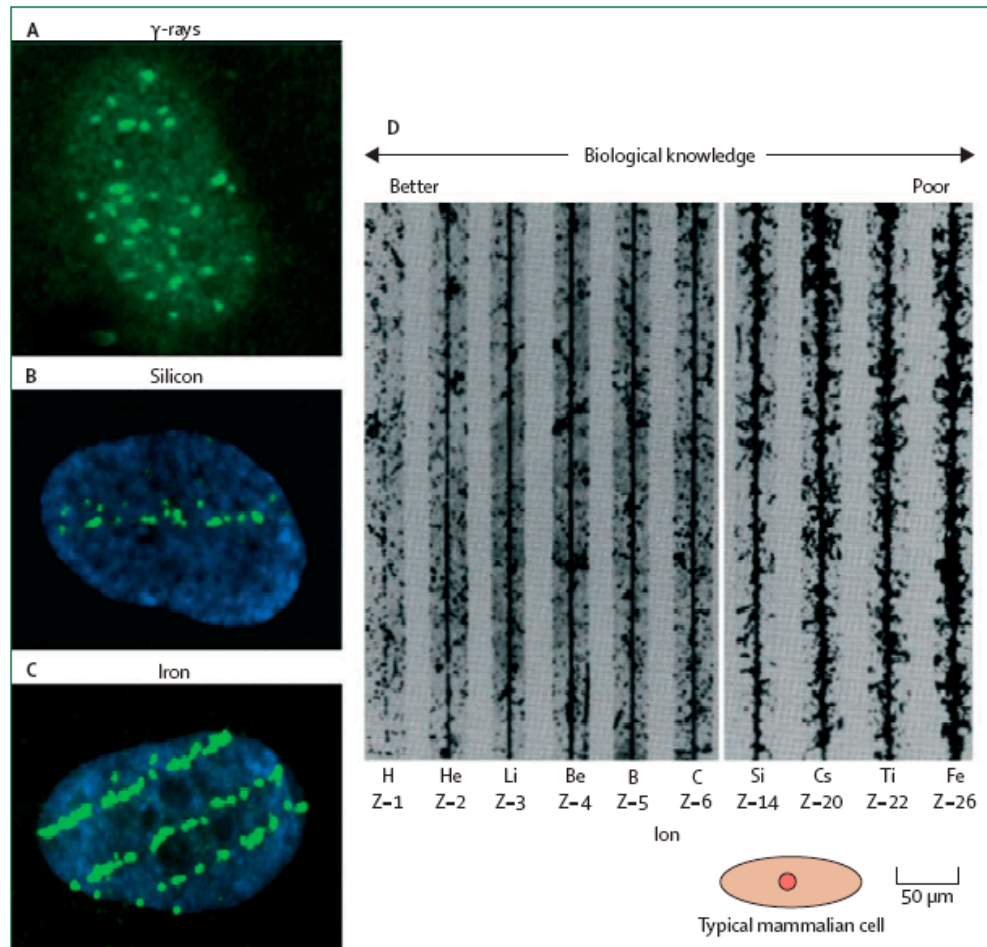 A
γ-rays
B
Silicon
C
Iron
D
Biological knowledge
Better
Poor
H He Li Be B C Si Cs Ti Fe
Z–1 Z–2 Z–3 Z–4 Z–5 Z–6 Z–14 Z–20 Z–22 Z–26
Ion
50 µm
Typical mammalian cell